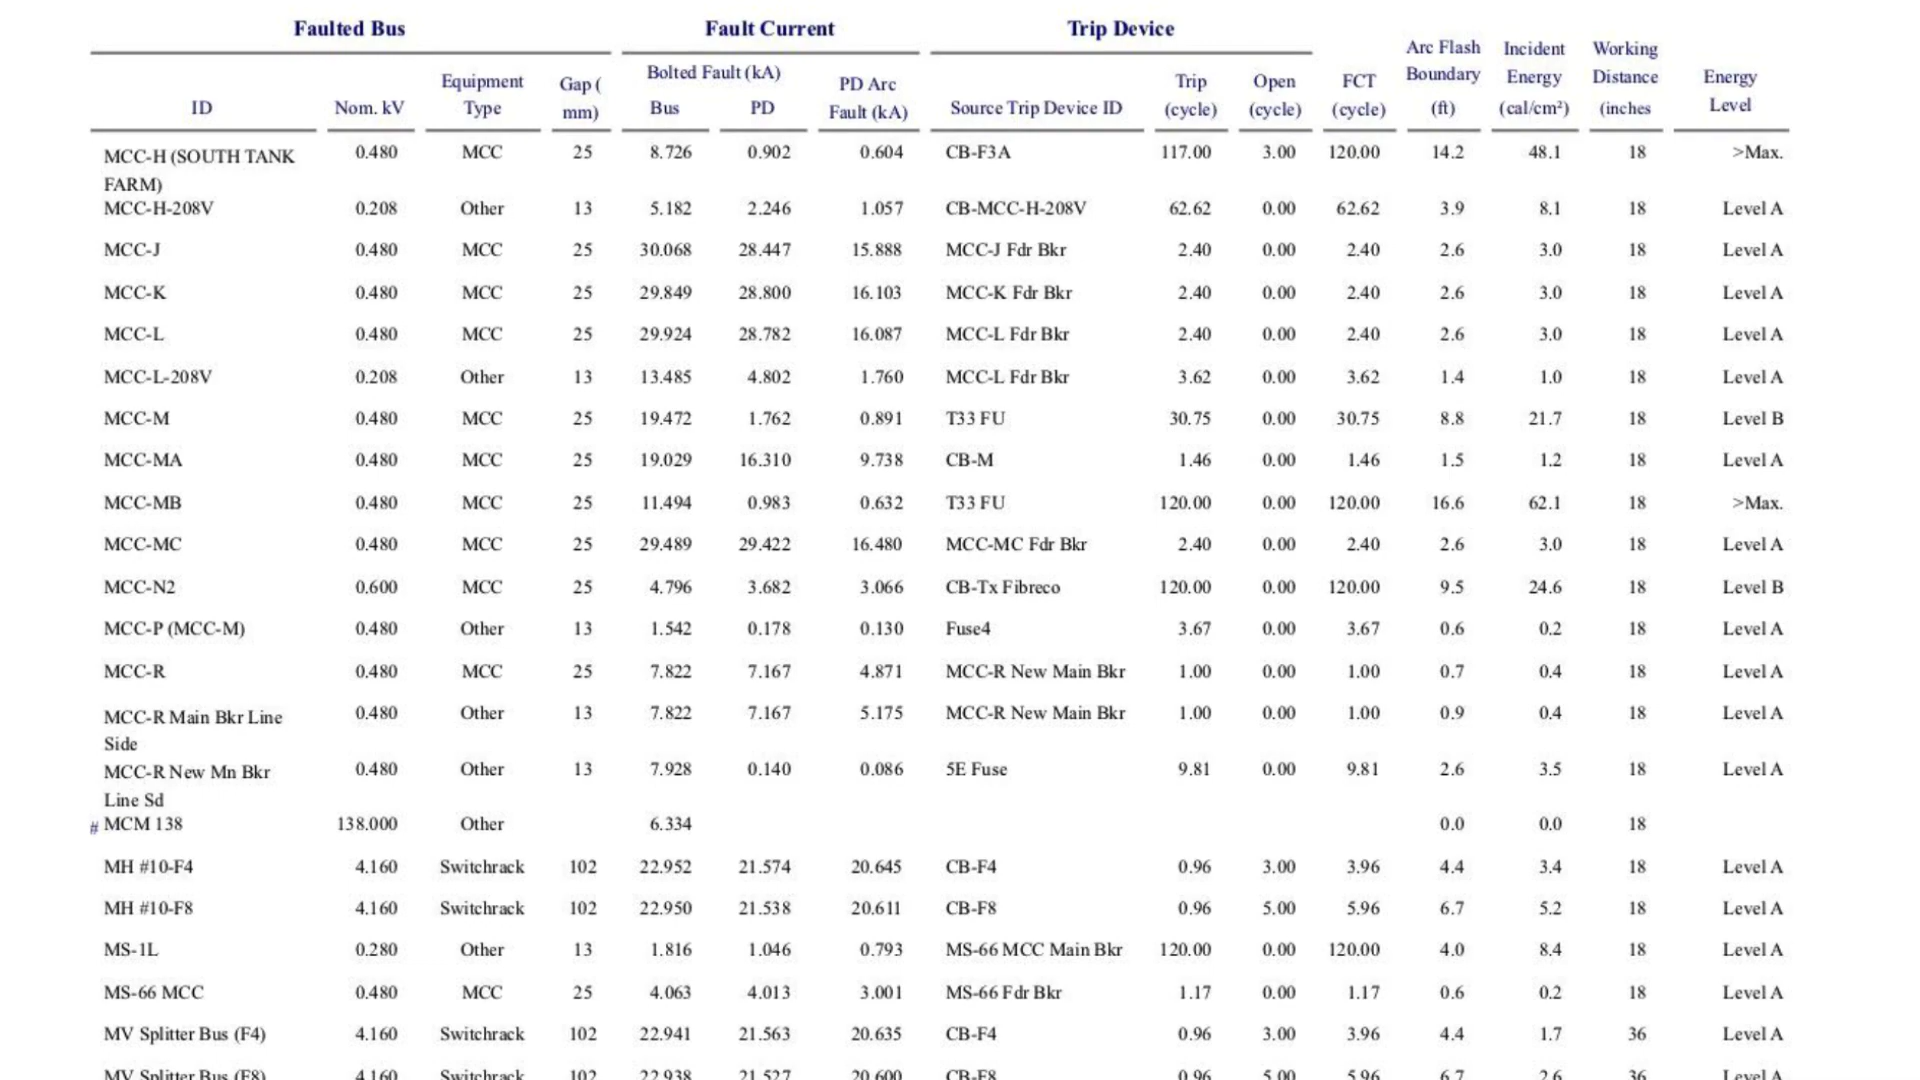 Faulted Bus Fault Current Trip Device
Arc Flash Incident Working
Equipment Gap ( Bolted Fault (kA) PD Arc Trip Open FCT Boundary Energy Distance Energy
ID Nom. kV Type mm) Bus PD Fault (kA) Source Trip Device ID (cycle) (cycle) (cycle) (ft) (cal/cm²) (inches Level
MCC-H (SOUTH TANK 0.480 MCC 25 8.726 0.902 0.604 CB-F3A 117.00 3.00 120.00 14.2 48.1 18 >Max.
FARM)
MCC-H-208V 0.208 Other 13 5.182 2.246 1.057 CB-MCC-H-208V 62.62 0.00 62.62 3.9 8.1 18 Level A
MCC-J 0.480 MCC 25 30.068 28.447 15.888 MCC-J Fdr Bkr 2.40 0.00 2.40 2.6 3.0 18 Level A
MCC-K 0.480 MCC 25 29.849 28.800 16.103 MCC-K Fdr Bkr 2.40 0.00 2.40 2.6 3.0 18 Level A
MCC-L 0.480 MCC 25 29.924 28.782 16.087 MCC-L Fdr Bkr 2.40 0.00 2.40 2.6 3.0 18 Level A
MCC-L-208V 0.208 Other 13 13.485 4.802 1.760 MCC-L Fdr Bkr 3.62 0.00 3.62 1.4 1.0 18 Level A
MCC-M 0.480 MCC 25 19.472 1.762 0.891 T33 FU 30.75 0.00 30.75 8.8 21.7 18 Level B
MCC-MA 0.480 MCC 25 19.029 16.310 9.738 CB-M 1.46 0.00 1.46 1.5 1.2 18 Level A
MCC-MB 0.480 MCC 25 11.494 0.983 0.632 T33 FU 120.00 0.00 120.00 16.6 62.1 18 >Max.
MCC-MC 0.480 MCC 25 29.489 29.422 16.480 MCC-MC Fdr Bkr 2.40 0.00 2.40 2.6 3.0 18 Level A
MCC-N2 0.600 MCC 25 4.796 3.682 3.066 CB-Tx Fibreco 120.00 0.00 120.00 9.5 24.6 18 Level B
MCC-P (MCC-M) 0.480 Other 13 1.542 0.178 0.130 Fuse4 3.67 0.00 3.67 0.6 0.2 18 Level A
MCC-R 0.480 MCC 25 7.822 7.167 4.871 MCC-R New Main Bkr 1.00 0.00 1.00 0.7 0.4 18 Level A
MCC-R Main Bkr Line 0.480 Other 13 7.822 7.167 5.175 MCC-R New Main Bkr 1.00 0.00 1.00 0.9 0.4 18 Level A
Side
MCC-R New Mn Bkr 0.480 Other 13 7.928 0.140 0.086 5E Fuse 9.81 0.00 9.81 2.6 3.5 18 Level A
Line Sd
# MCM 138 138.000 Other 6.334 0.0 0.0 18
MH #10-F4 4.160 Switchrack 102 22.952 21.574 20.645 CB-F4 0.96 3.00 3.96 4.4 3.4 18 Level A
MH #10-F8 4.160 Switchrack 102 22.950 21.538 20.611 CB-F8 0.96 5.00 5.96 6.7 5.2 18 Level A
MS-1L 0.280 Other 13 1.816 1.046 0.793 MS-66 MCC Main Bkr 120.00 0.00 120.00 4.0 8.4 18 Level A
MS-66 MCC 0.480 MCC 25 4.063 4.013 3.001 MS-66 Fdr Bkr 1.17 0.00 1.17 0.6 0.2 18 Level A
MV Splitter Bus (F4) 4.160 Switchrack 102 22.941 21.563 20.635 CB-F4 0.96 3.00 3.96 4.4 1.7 36 Level A
MV Splitter Bus (F8) 4.160 Switchrack 102 22.938 21.527 20.600 CB-F8 0.96 5.00 5.96 6.7 2.6 36 Level A